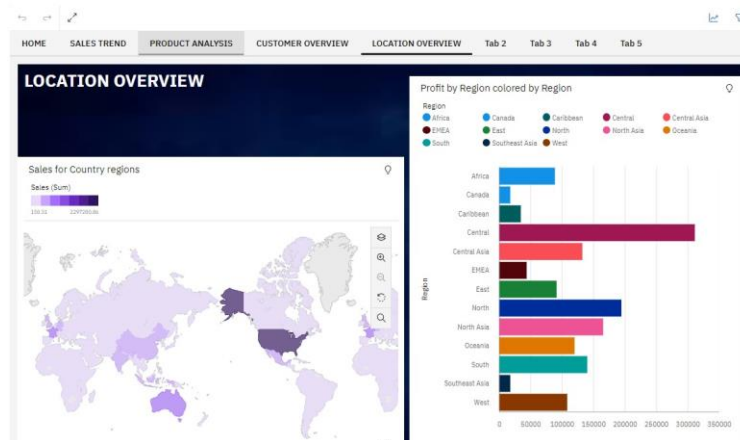 HOME SALES TREND PRODUCT ANALYSIS CUSTOMER OVERVIEW LOCATION OVERVIEW Tab 2 Tab 3 Tab 4 Tab 5
LOCATION OVERVIEW
Sales for Country regions
Sales (Sum)
Profit by Region colored by Region
Region
Africa Canada Caribbean Central Central Asia
EMEA East North North Asia Oceania
South Southeast Asia West
Africa
Canada
Caribbean
Central
Central Asia
EMEA
East
North
North Asia
Oceania
South
Southeast Asia
West
Region
0 50000 100000 150000 200000 250000 300000 350000